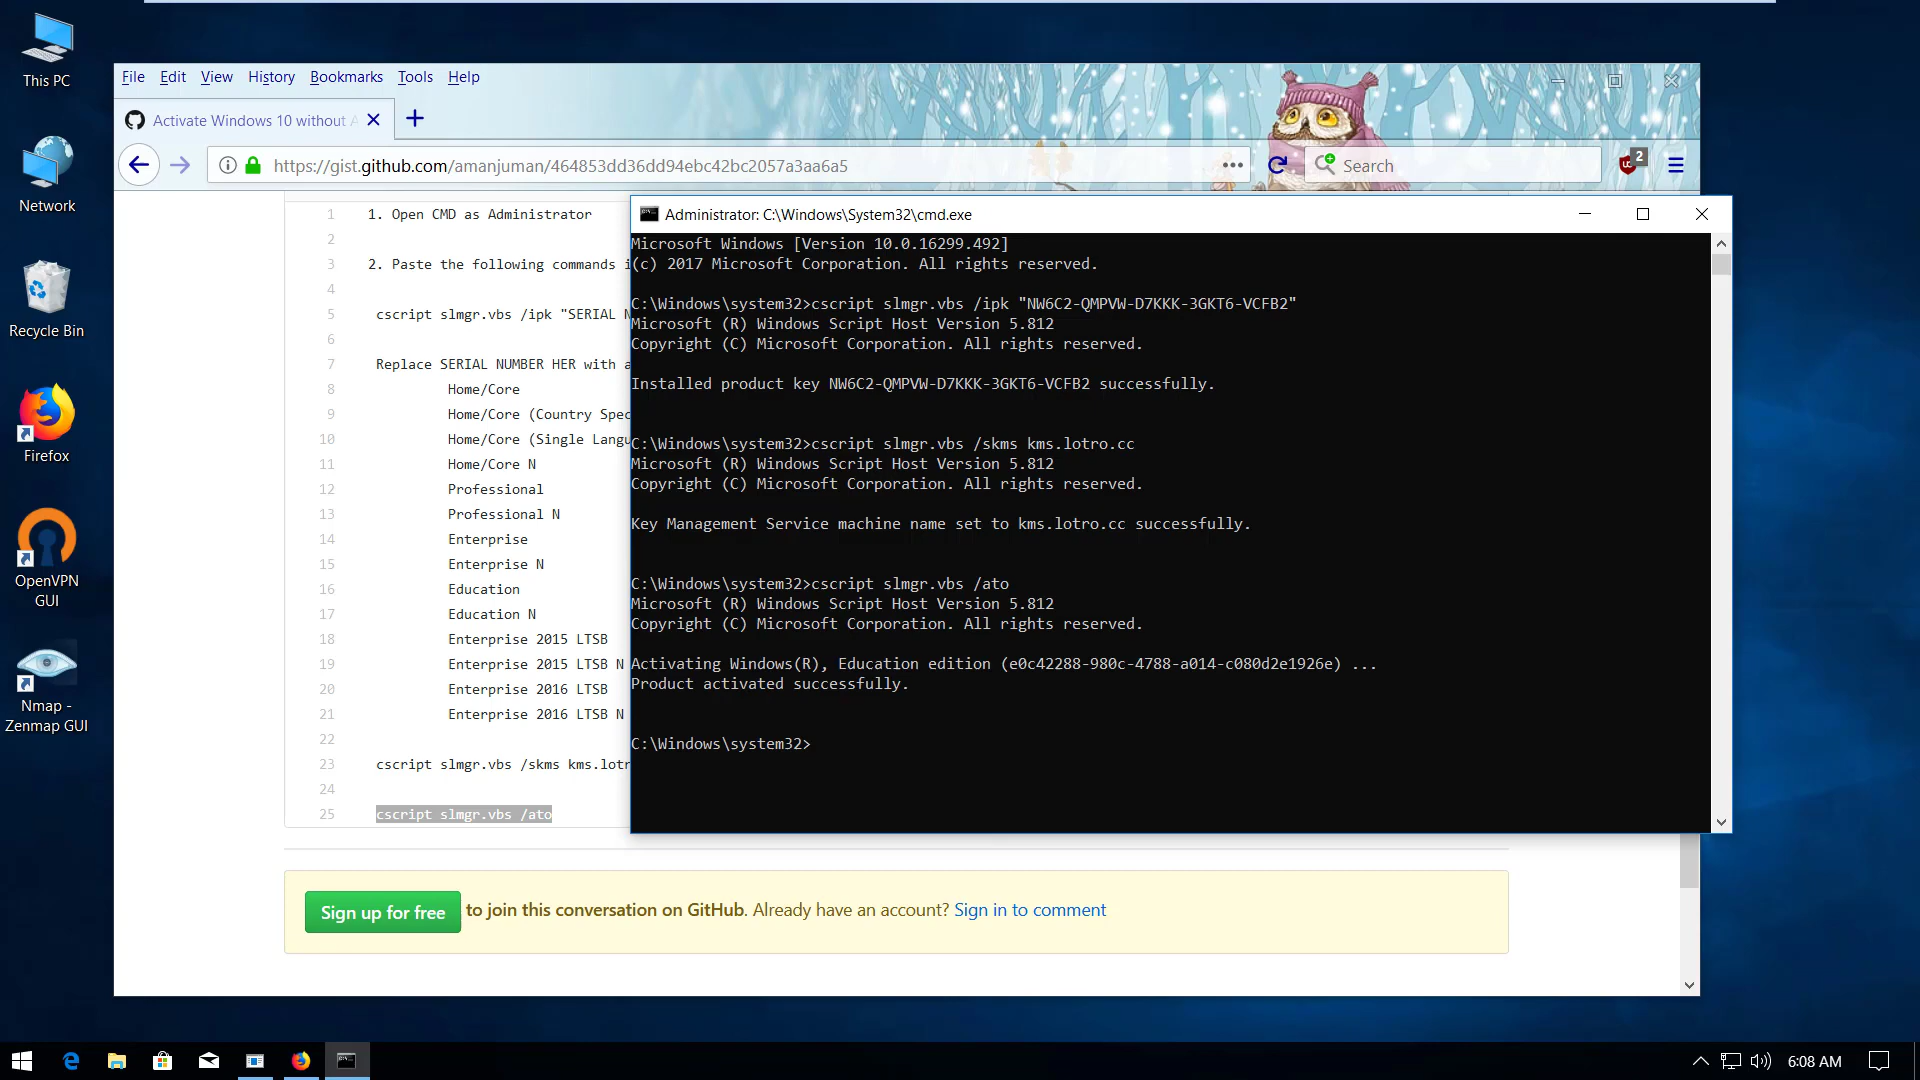 This PC
Network
Recycle Bin
Firefox
OpenVPN
GUI
Nmap -
Zenmap GUI
File Edit View History Bookmarks Tools Help
Activate Windows 10 without A
https://gist.github.com/amanjuman/464853dd36dd94ebc42bc2057a3aa6a5
Search
2
1 1. Open CMD as Administrator
2
3 2. Paste the following commands i
4
5 cscript slmgr.vbs /ipk "SERIAL N
6
7 Replace SERIAL NUMBER HER with a
8 Home/Core
9 Home/Core (Country Spec
10 Home/Core (Single Langu
11 Home/Core N
12 Professional
13 Professional N
14 Enterprise
15 Enterprise N
16 Education
17 Education N
18 Enterprise 2015 LTSB
19 Enterprise 2015 LTSB N
20 Enterprise 2016 LTSB
21 Enterprise 2016 LTSB N
22
23 cscript slmgr.vbs /skms kms.lotr
24
25 cscript slmgr.vbs /ato
Administrator: C:\Windows\System32\cmd.exe
Microsoft Windows [Version 10.0.16299.492]
(c) 2017 Microsoft Corporation. All rights reserved.
C:\Windows\system32>cscript slmgr.vbs /ipk "NW6C2-QMPVW-D7KKK-3GKT6-VCFB2"
Microsoft (R) Windows Script Host Version 5.812
Copyright (C) Microsoft Corporation. All rights reserved.
Installed product key NW6C2-QMPVW-D7KKK-3GKT6-VCFB2 successfully.
C:\Windows\system32>cscript slmgr.vbs /skms kms.lotro.cc
Microsoft (R) Windows Script Host Version 5.812
Copyright (C) Microsoft Corporation. All rights reserved.
Key Management Service machine name set to kms.lotro.cc successfully.
C:\Windows\system32>cscript slmgr.vbs /ato
Microsoft (R) Windows Script Host Version 5.812
Copyright (C) Microsoft Corporation. All rights reserved.
Activating Windows(R), Education edition (e0c42288-980c-4788-a014-c080d2e1926e) ...
Product activated successfully.
C:\Windows\system32>
Sign up for free to join this conversation on GitHub. Already have an account? Sign in to comment
6:08 AM